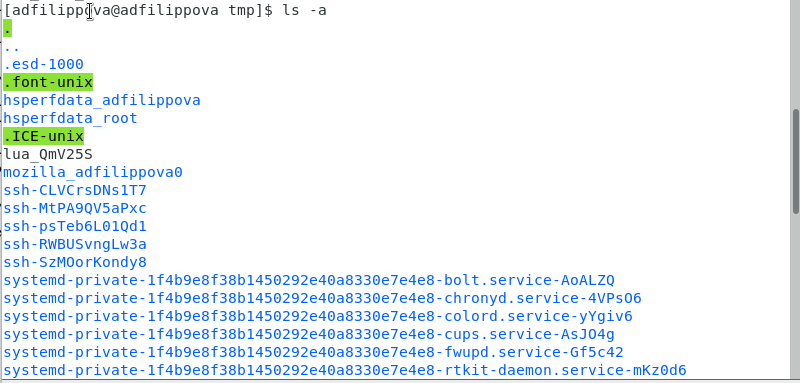 [adfilippova@adfilippova tmp]$ ls -a
.
..
.esd-1000
.font-unix
hsperfdata_adfilippova
hsperfdata_root
.ICE-unix
lua_QmV25S
mozilla_adfilippova0
ssh-CLVCrsDNs1T7
ssh-MtPA9QV5aPxc
ssh-psTeb6L01Qd1
ssh-RWBUSvngLw3a
ssh-SzMOorKondy8
systemd-private-1f4b9e8f38b1450292e40a8330e7e4e8-bolt.service-AoALZQ
systemd-private-1f4b9e8f38b1450292e40a8330e7e4e8-chronyd.service-4VPsO6
systemd-private-1f4b9e8f38b1450292e40a8330e7e4e8-colord.service-yYgiv6
systemd-private-1f4b9e8f38b1450292e40a8330e7e4e8-cups.service-AsJO4g
systemd-private-1f4b9e8f38b1450292e40a8330e7e4e8-fwupd.service-Gf5c42
systemd-private-1f4b9e8f38b1450292e40a8330e7e4e8-rtkit-daemon.service-mKz0d6